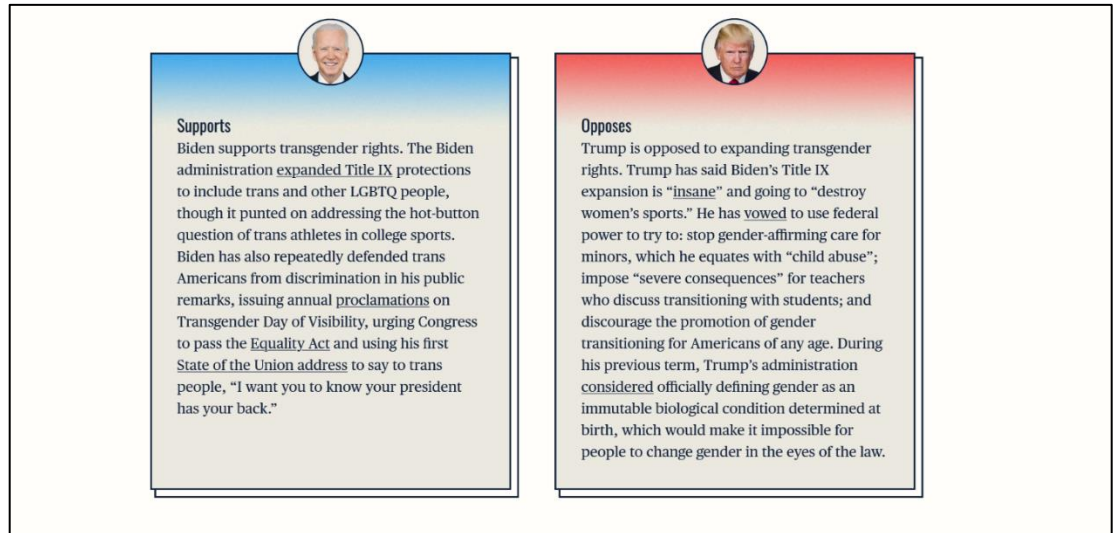 Supports
Biden supports transgender rights. The Biden
administration expanded Title IX protections
to include trans and other LGBTQ people,
though it punted on addressing the hot-button
question of trans athletes in college sports.
Biden has also repeatedly defended trans
Americans from discrimination in his public
remarks, issuing annual proclamations on
Transgender Day of Visibility, urging Congress
to pass the Equality Act and using his first
State of the Union address to say to trans
people, “I want you to know your president
has your back.”
Opposes
Trump is opposed to expanding transgender
rights. Trump has said Biden’s Title IX
expansion is “insane” and going to “destroy
women’s sports.” He has vowed to use federal
power to try to: stop gender-affirming care for
minors, which he equates with “child abuse”;
impose “severe consequences” for teachers
who discuss transitioning with students; and
discourage the promotion of gender
transitioning for Americans of any age. During
his previous term, Trump’s administration
considered officially defining gender as an
immutable biological condition determined at
birth, which would make it impossible for
people to change gender in the eyes of the law.